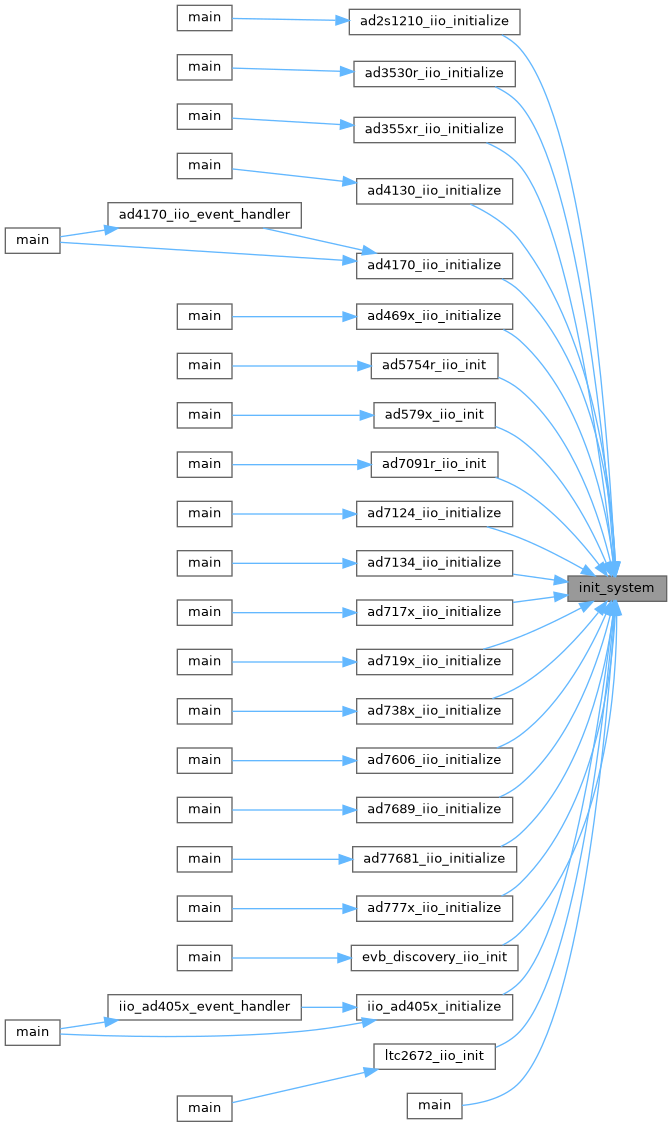 main
ad2s1210_iio_initialize
main
ad3530r_iio_initialize
main
ad355xr_iio_initialize
main
ad4130_iio_initialize
ad4170_iio_event_handler
main
ad4170_iio_initialize
main
ad469x_iio_initialize
main
ad5754r_iio_init
main
ad579x_iio_init
main
ad7091r_iio_init
main
ad7124_iio_initialize
main
ad7134_iio_initialize
init_system
main
ad717x_iio_initialize
main
ad719x_iio_initialize
main
ad738x_iio_initialize
main
ad7606_iio_initialize
main
ad7689_iio_initialize
main
ad77681_iio_initialize
main
ad777x_iio_initialize
main
evb_discovery_iio_init
iio_ad405x_event_handler
iio_ad405x_initialize
main
ltc2672_iio_init
main
main